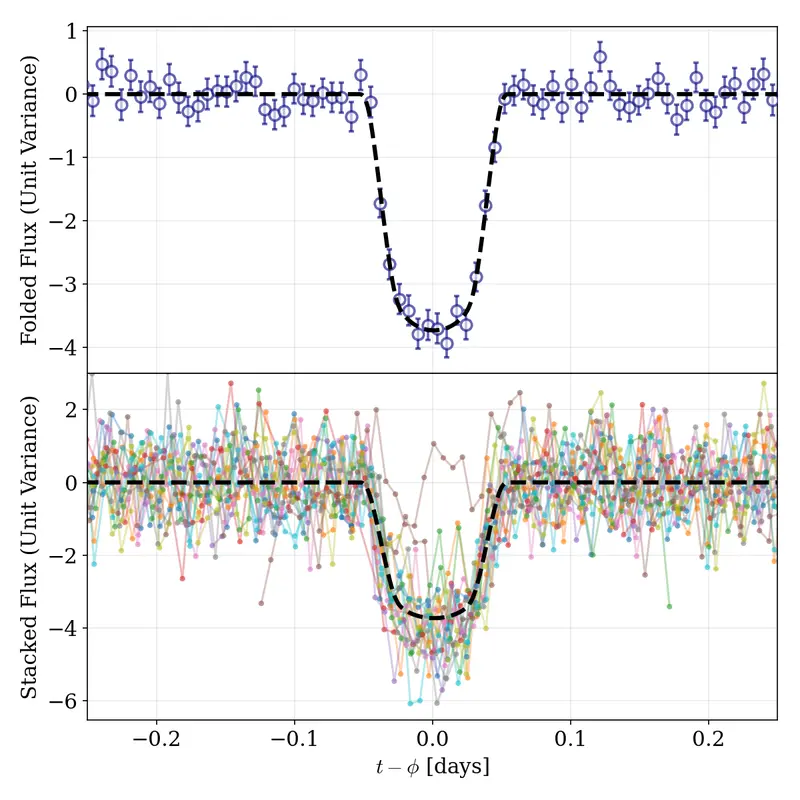 Folded Flux (Unit Variance)
1
0
−1
−2
−3
−4
Stacked Flux (Unit Variance)
2
0
−2
−4
−6
−0.2 −0.1 0.0 0.1 0.2
t − ϕ [days]